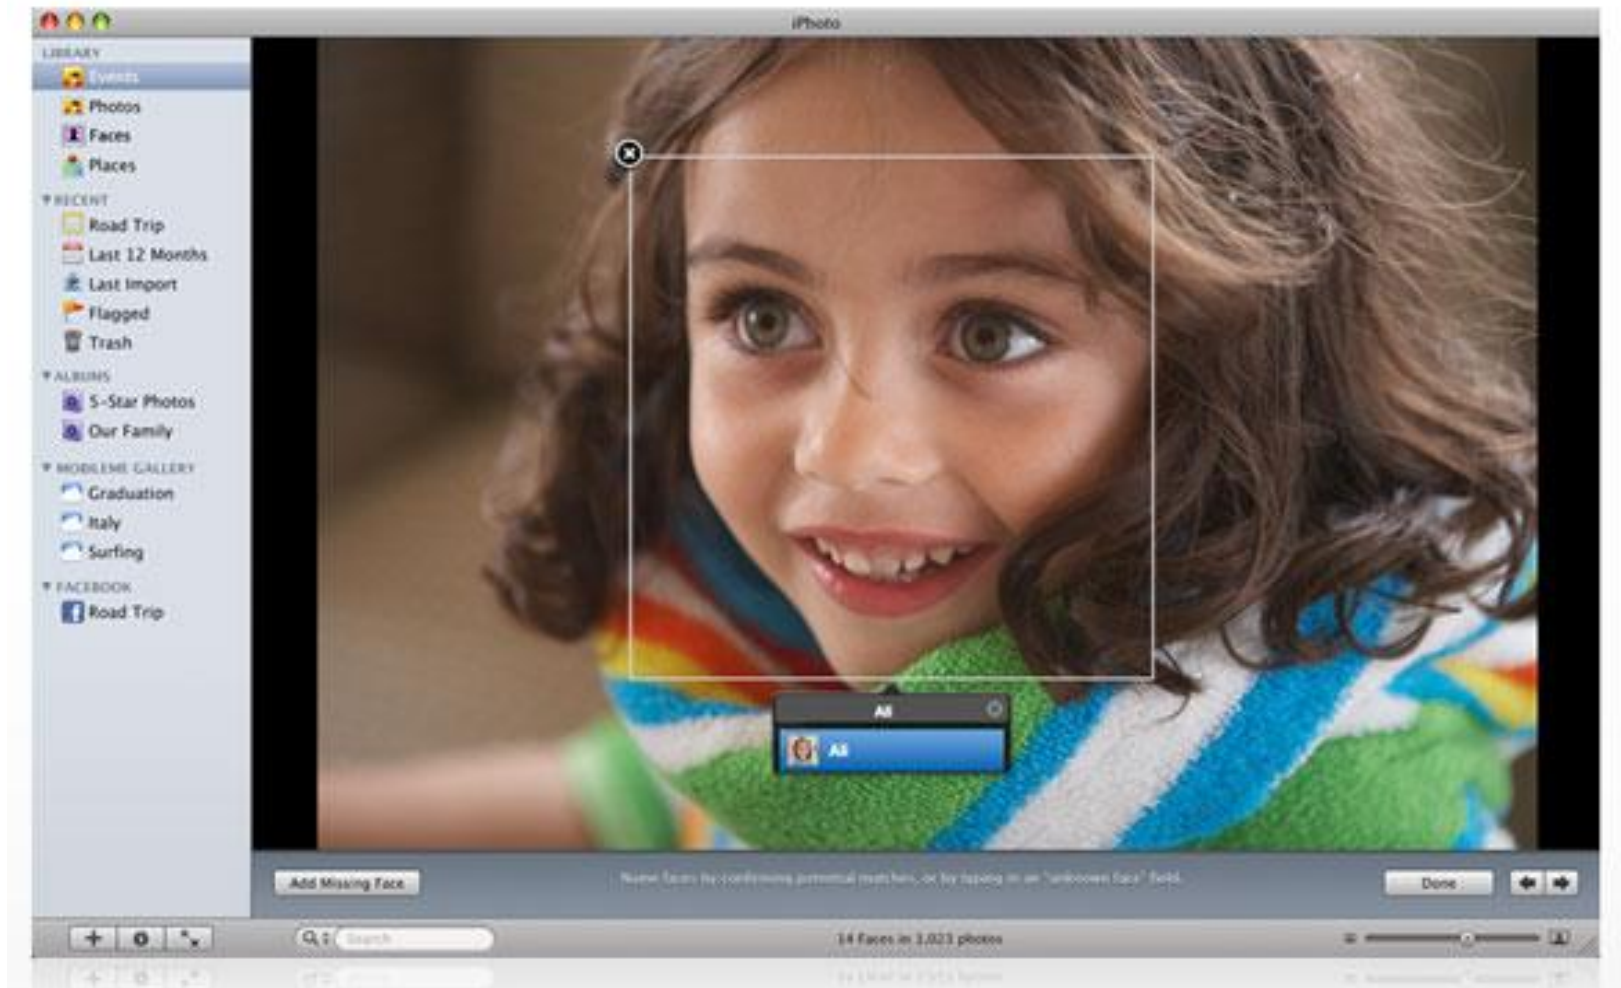 iPhoto
LIBRARY
Events
Photos
Faces
Places
RECENT
Road Trip
Last 12 Months
Last Import
Flagged
Trash
ALBUMS
5-Star Photos
Our Family
MOBILEME GALLERY
Graduation
Italy
Surfing
FACEBOOK
Road Trip
Ali
Ali
Add Missing Face
Name faces by confirming potential matches, or by typing in an "unknown face" field.
Done
Search
14 Faces in 1,023 photos